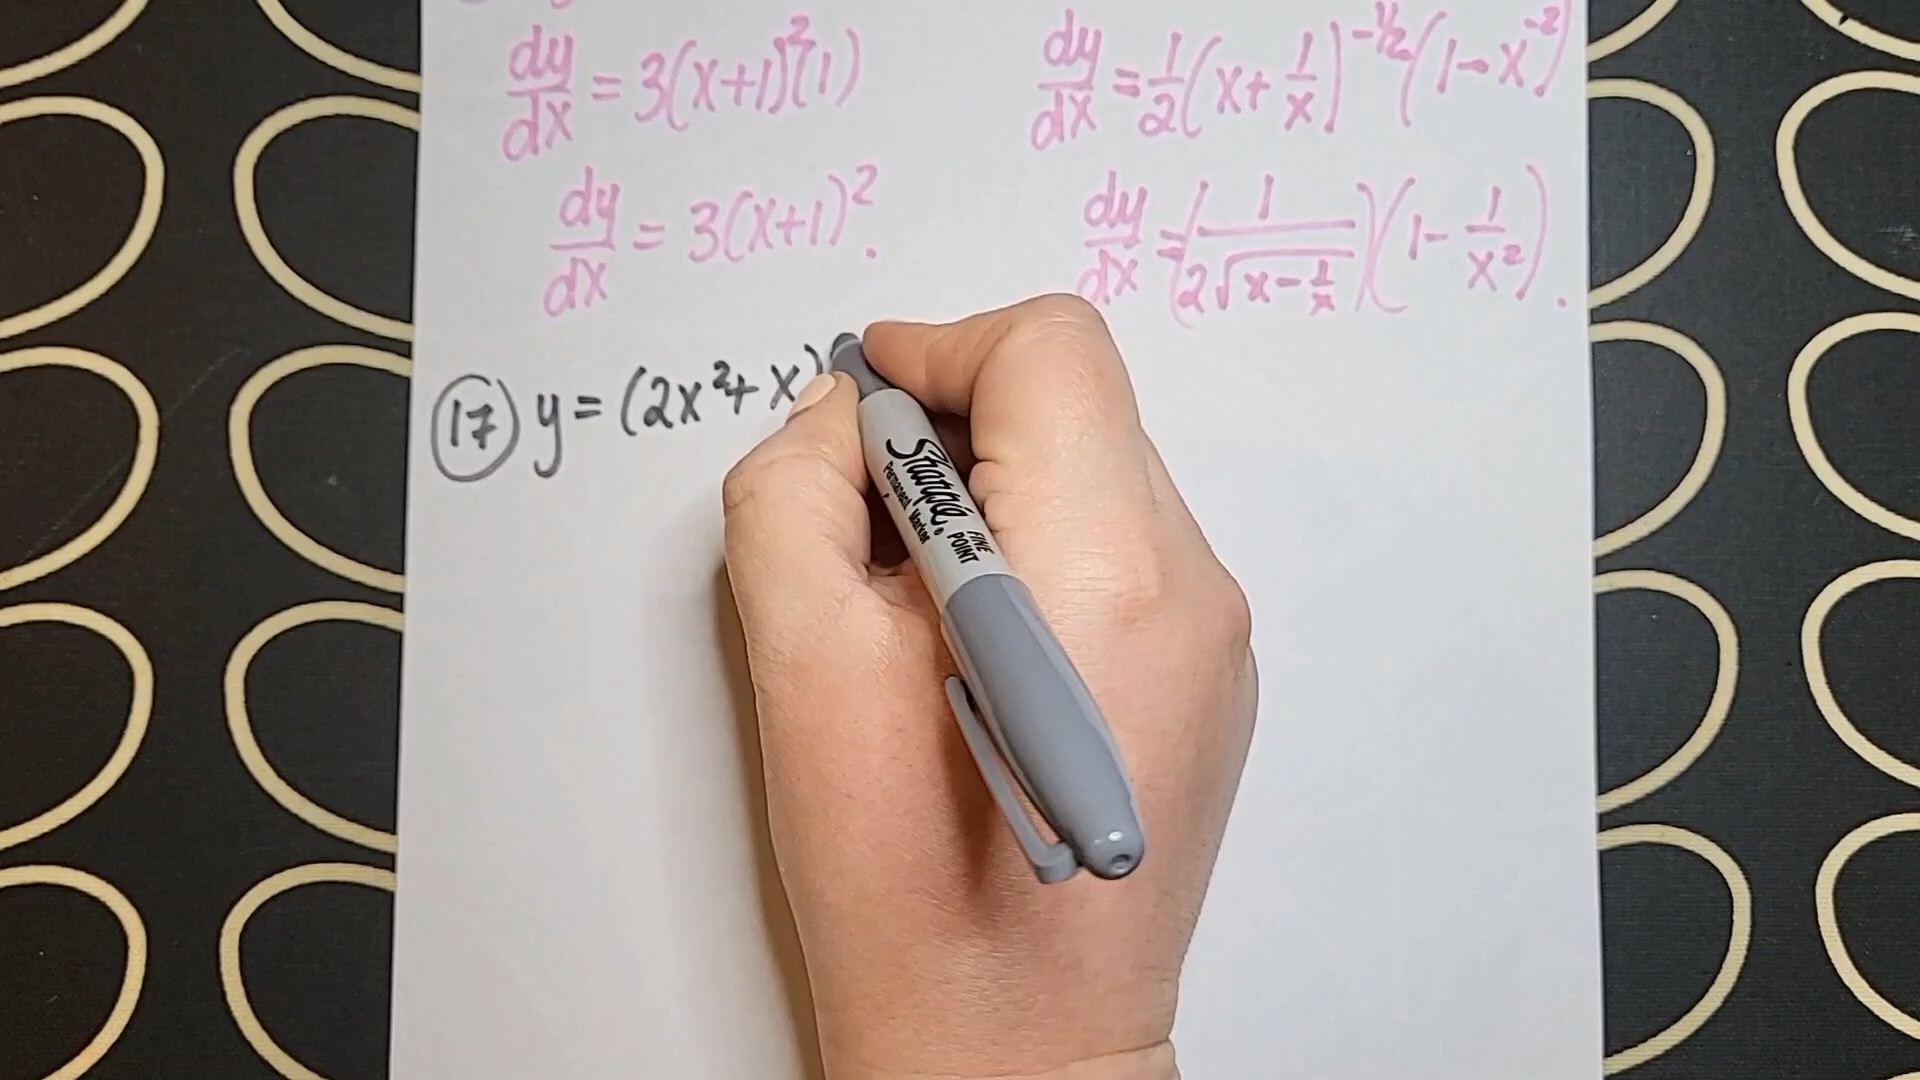 dy/dx = 3(x+1)²(1)
dy/dx = 3(x+1)².
dy/dx = 1/2(x+1/x)^-1/2(1-x^-2)
dy/dx = (1/2√x-1/x)(1-1/x²).
17 y=(2x²+x)
Sharpie.
Permanent Marker
FINE
POINT